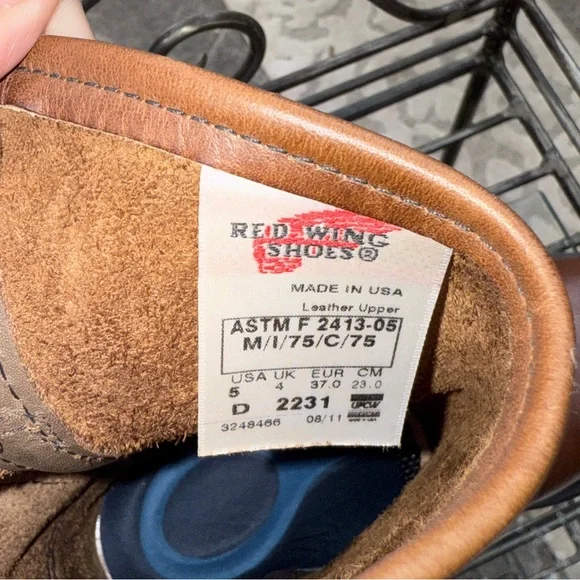 RED WING
SHOES®
MADE IN USA
Leather Upper
ASTM F 2413-05
M/I/75/C/75
USA UK EUR CM
5 4 37.0 23.0
D 2231 UFCW
3248466 08/11